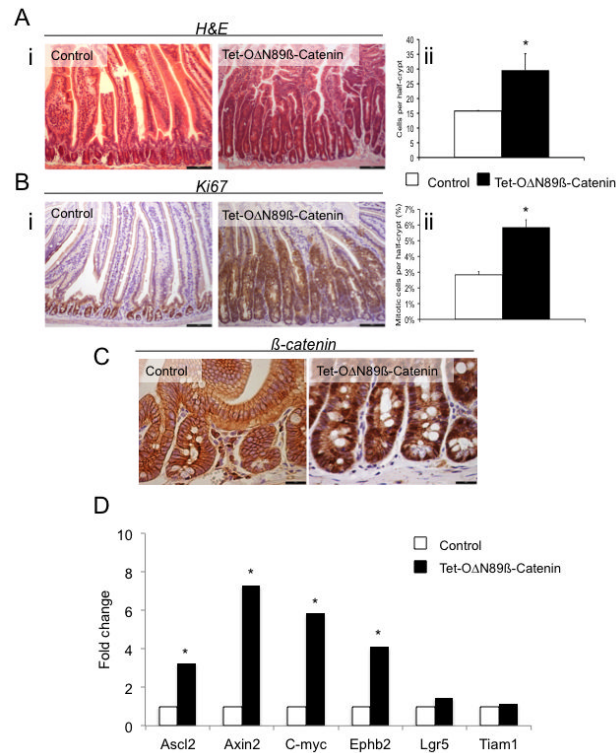 A
H&E
i
Control
Tet-OΔN89ß-Catenin
ii
Cells per half-crypt
40
35
30
25
20
15
10
5
0
*
Control
Tet-OΔN89ß-Catenin
B
Ki67
i
Control
Tet-OΔN89ß-Catenin
ii
Mitotic cells per half-crypt (%)
7%
6%
5%
4%
3%
2%
1%
0%
*
C
ß-catenin
Control
Tet-OΔN89ß-Catenin
D
Control
Tet-OΔN89ß-Catenin
Fold change
10
8
6
4
2
0
*
*
*
*
Ascl2
Axin2
C-myc
Ephb2
Lgr5
Tiam1